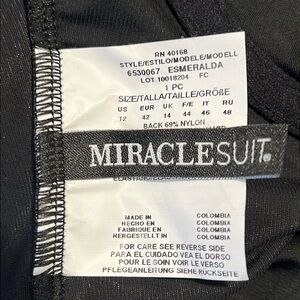 RN 40168
STYLE/ESTILO/MODELE/MODELL
6530067 ESMERALDA
LOT 10018204 FC
1 PC
SIZE/TALLA/TAILLE/GRÖßE
US EUR UK F/E IT RU
12 42 14 44 46 48
BACK 69% NYLON
MIRACLESUIT®
MADE IN COLOMBIA
HECHO EN COLOMBIA
FABRIQUE EN COLOMBIA
HERGESTELLT IN COLOMBIA
FOR CARE SEE REVERSE SIDE
PARA EL CUIDADO VEA EL DORSO
POUR LE SOIN VOIR LE VERSO
PFLEGEANLEITUNG SIEHE RÜCKSEITE